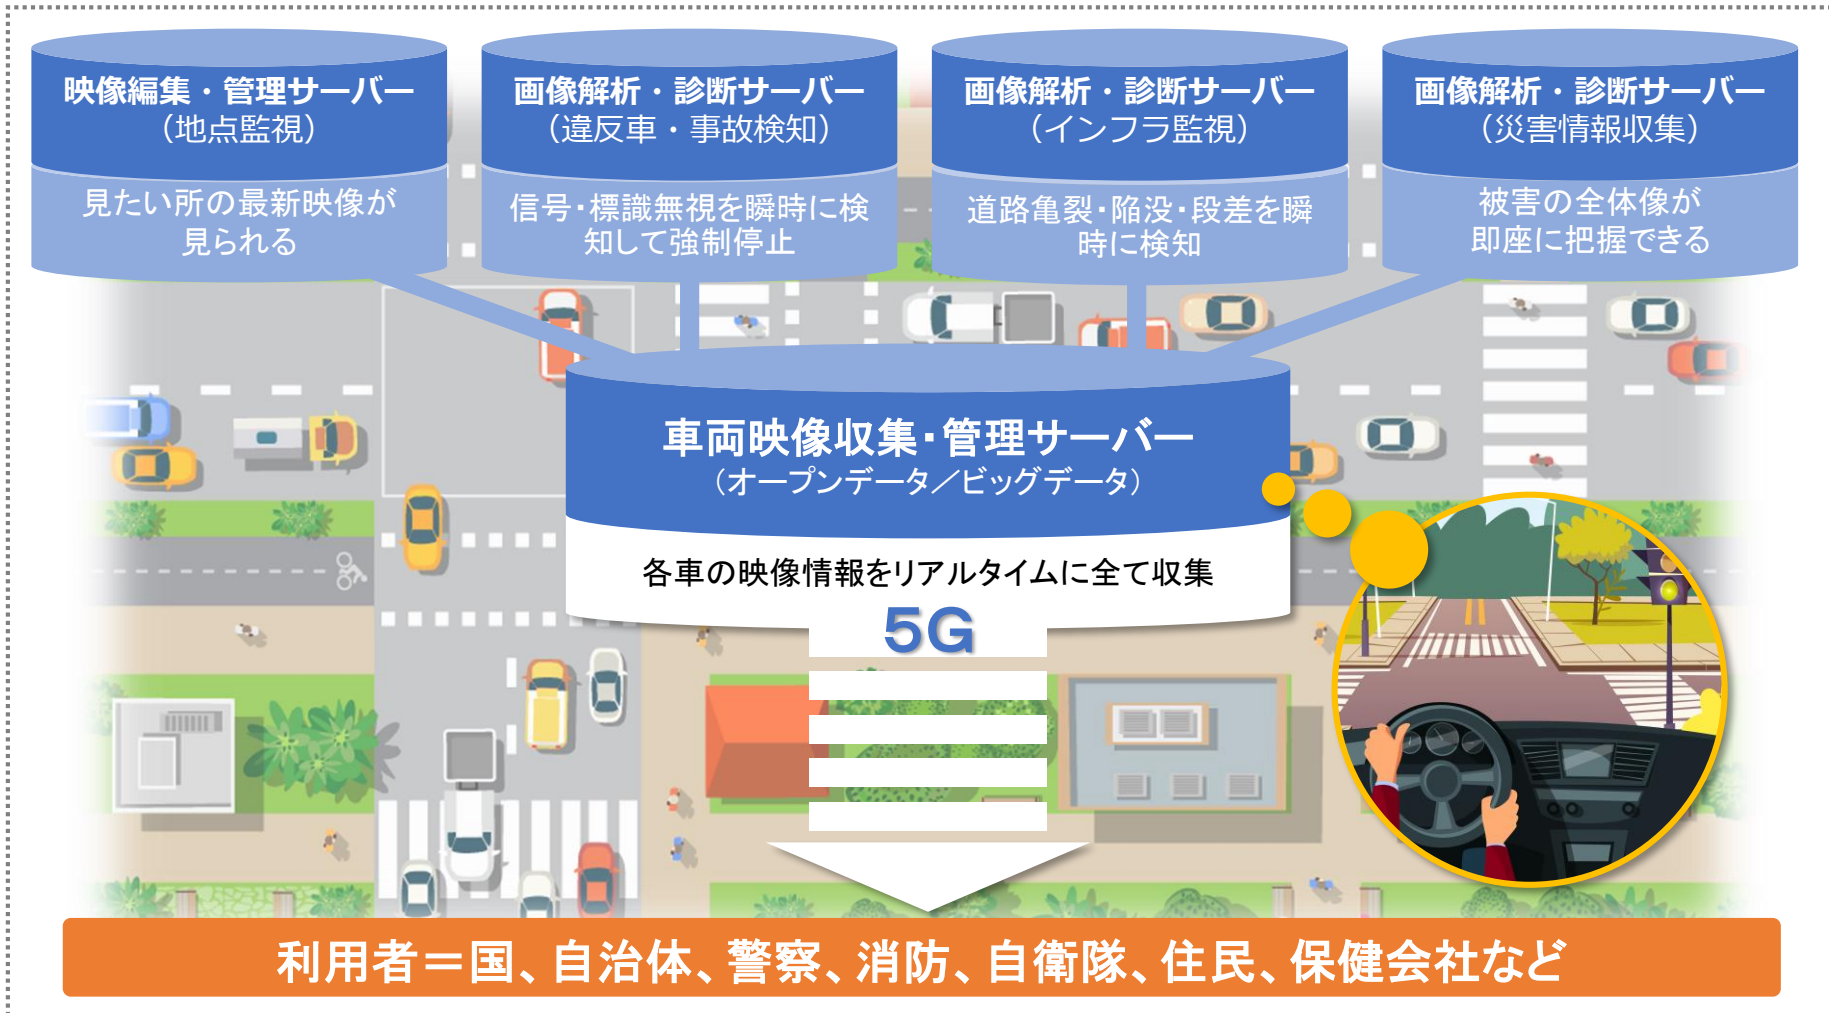 映像編集・管理サーバー
（地点監視）
見たい所の最新映像が
見られる
画像解析・診断サーバー
（違反車・事故検知）
信号・標識無視を瞬時に検
知して強制停止
画像解析・診断サーバー
（インフラ監視）
道路亀裂・陥没・段差を瞬
時に検知
画像解析・診断サーバー
（災害情報収集）
被害の全体像が
即座に把握できる
車両映像収集・管理サーバー
（オープンデータ／ビッグデータ）
各車の映像情報をリアルタイムに全て収集
5G
利用者＝国、自治体、警察、消防、自衛隊、住民、保健会社など